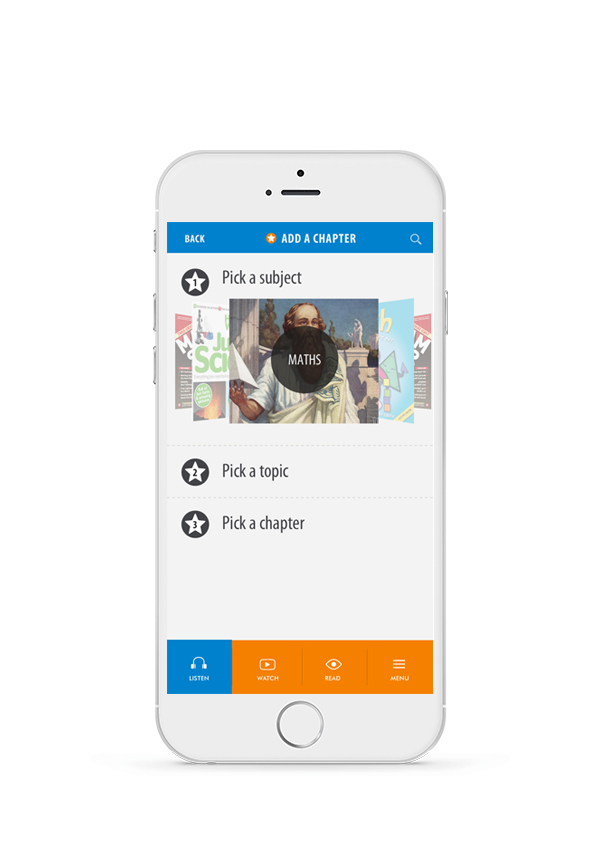 BACK
ADD A CHAPTER
1
Pick a subject
MATHS
2
Pick a topic
3
Pick a chapter
LISTEN
WATCH
READ
MENU